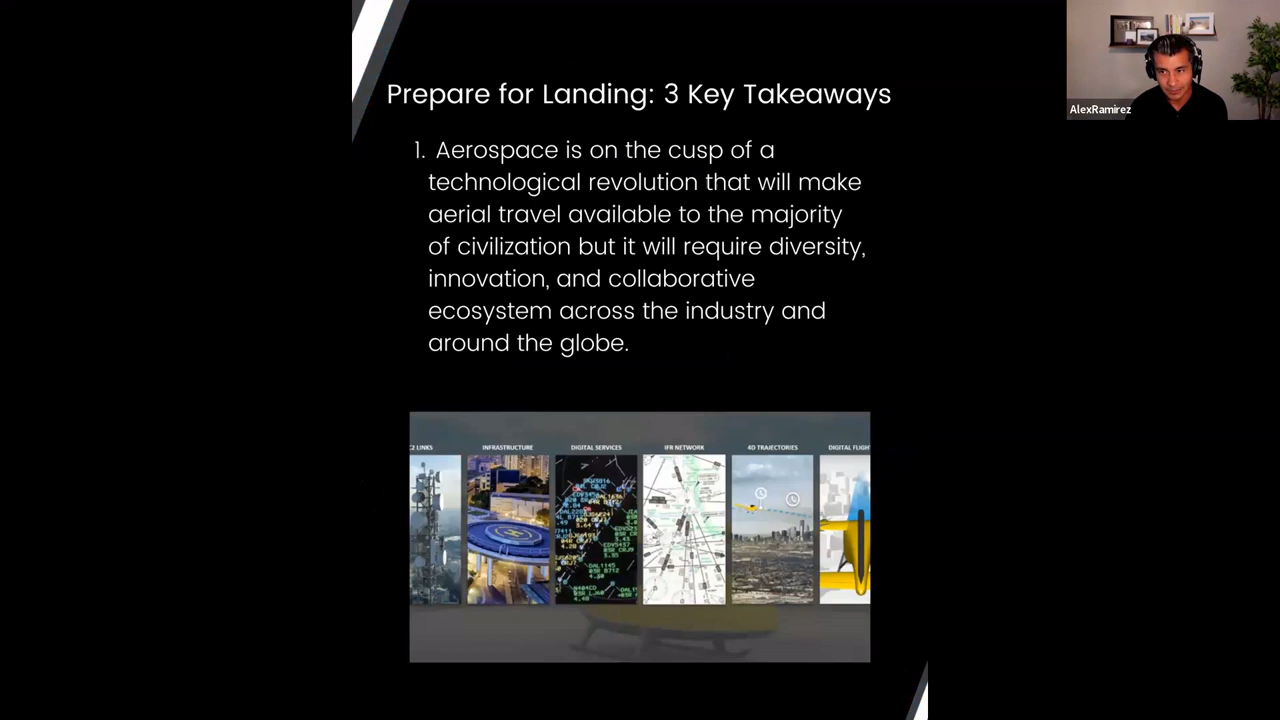 Prepare for Landing: 3 Key Takeaways
AlexRamirez
1. Aerospace is on the cusp of a
technological revolution that will make
aerial travel available to the majority
of civilization but it will require diversity,
innovation, and collaborative
ecosystem across the industry and
around the globe.
C2 LINKS
INFRASTRUCTURE
DIGITAL SERVICES
IFR NETWORK
4D TRAJECTORIES
DIGITAL FLIGH